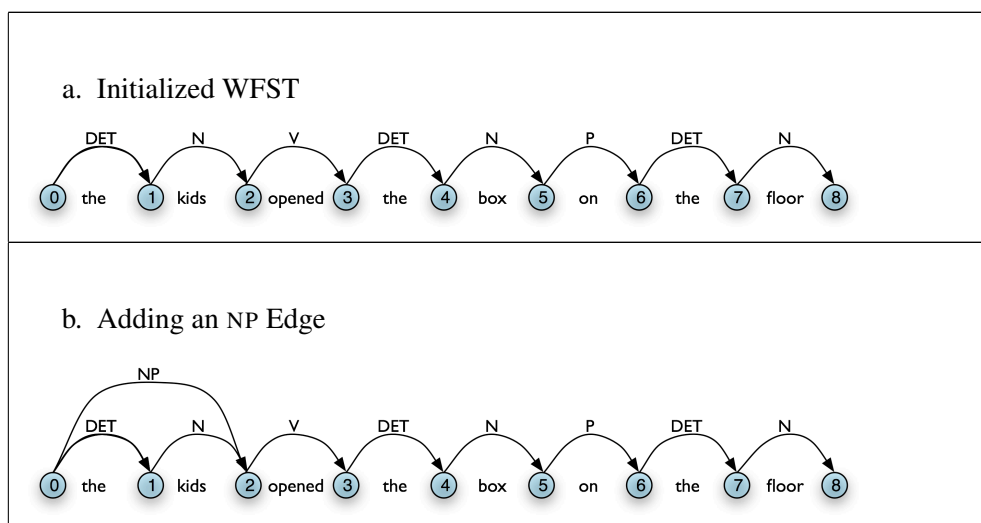 a. Initialized WFST
DET N V DET N P DET N
0 the 1 kids 2 opened 3 the 4 box 5 on 6 the 7 floor 8
b. Adding an NP Edge
NP
DET N V DET N P DET N
0 the 1 kids 2 opened 3 the 4 box 5 on 6 the 7 floor 8